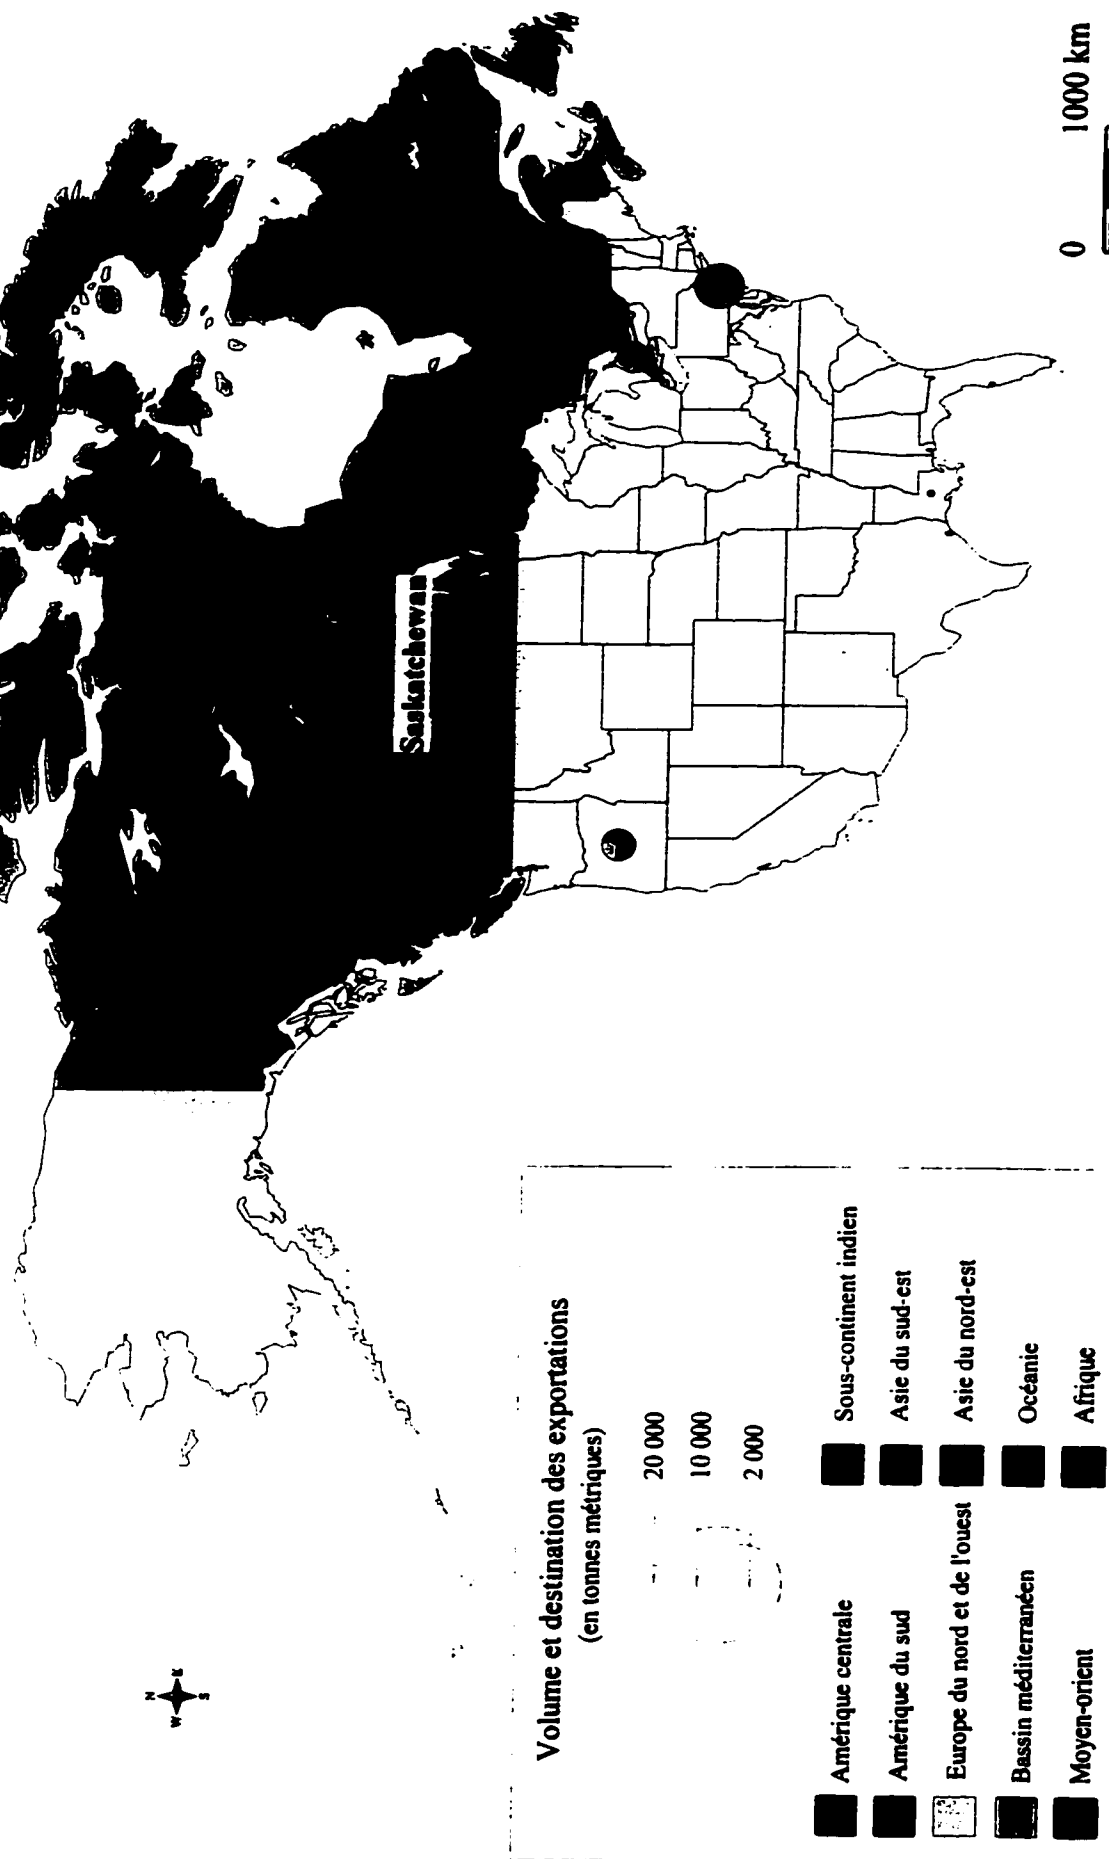 Saskatchewan
N
W E
S
Volume et destination des exportations
(en tonnes métriques)
20 000
10 000
2 000
Amérique centrale
Amérique du sud
Europe du nord et de l'ouest
Bassin méditerranéen
Moyen-orient
Sous-continent indien
Asie du sud-est
Asie du nord-est
Océanie
Afrique
0 1000 km